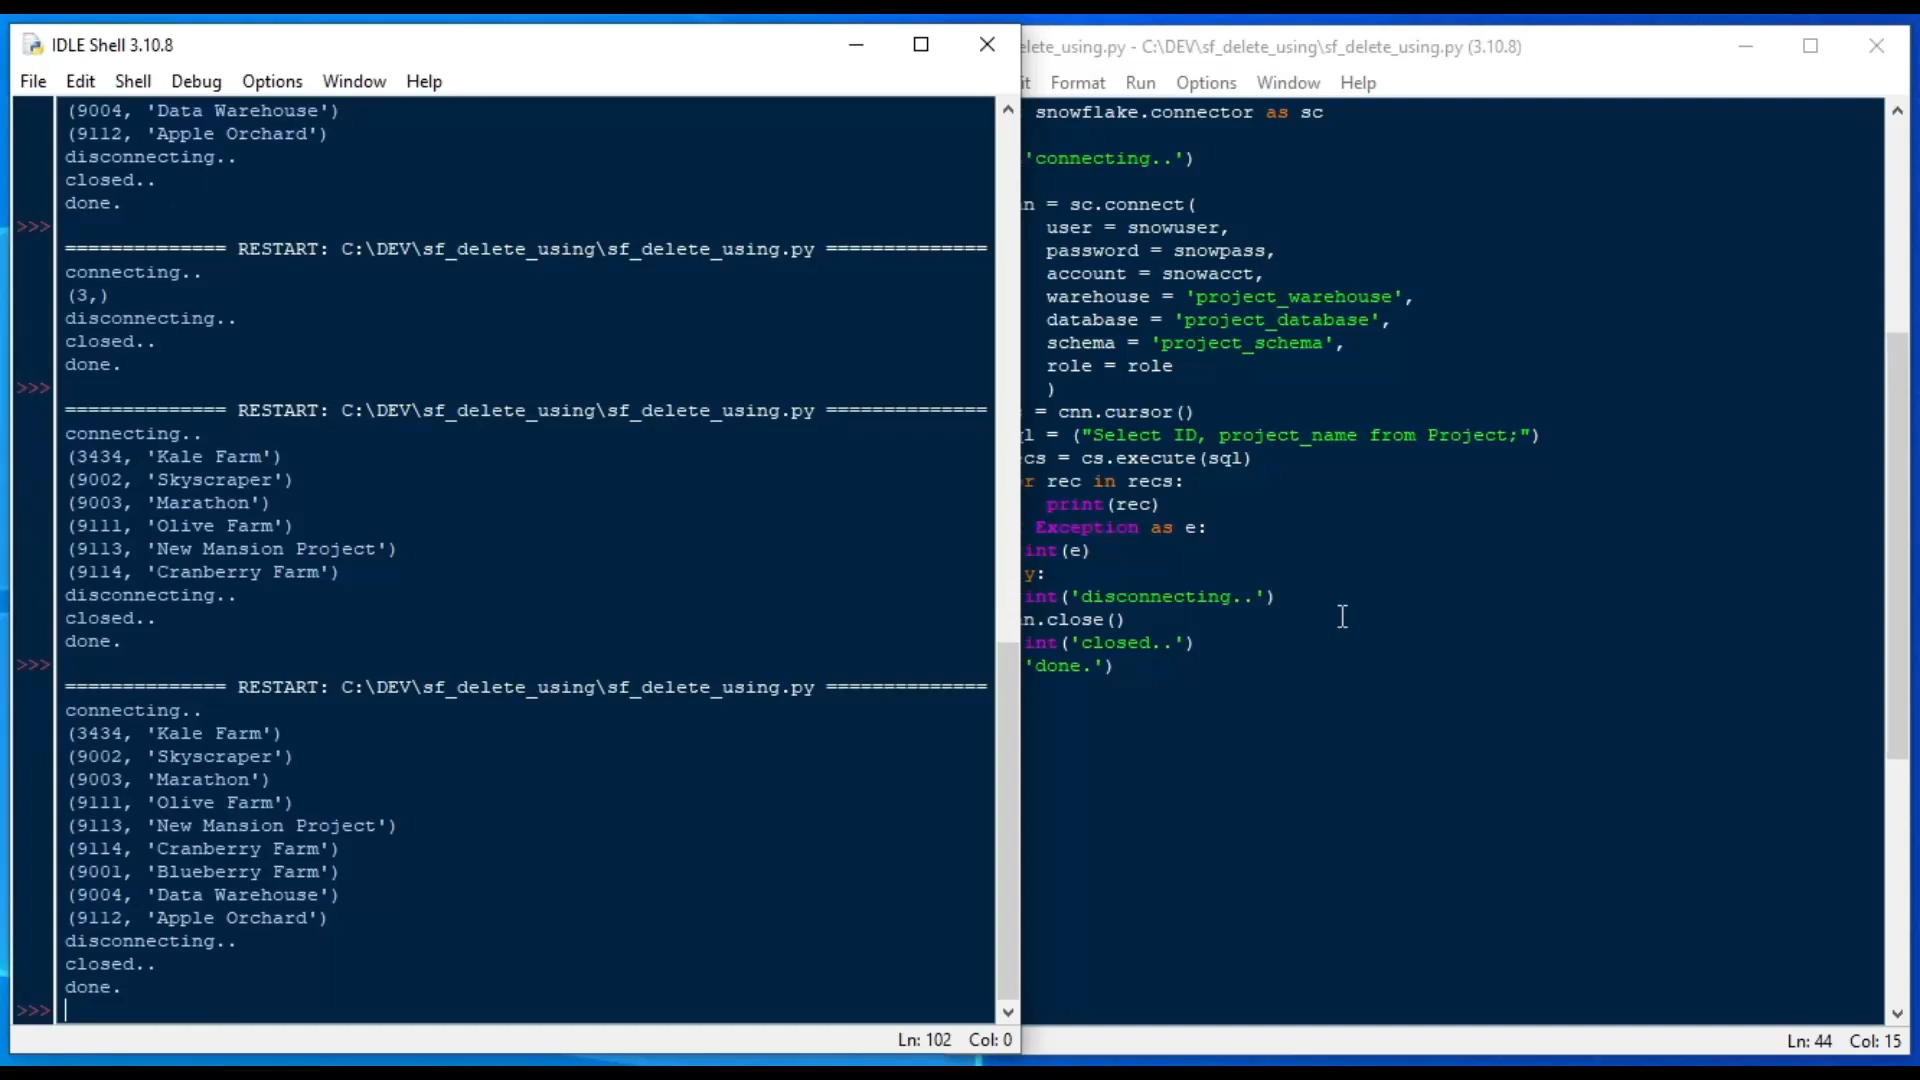 IDLE Shell 3.10.8
File Edit Shell Debug Options Window Help
(9004, 'Data Warehouse')
(9112, 'Apple Orchard')
disconnecting..
closed..
done.
>>>
============== RESTART: C:\DEV\sf_delete_using\sf_delete_using.py ==============
connecting..
(3,)
disconnecting..
closed..
done.
>>>
============== RESTART: C:\DEV\sf_delete_using\sf_delete_using.py ==============
connecting..
(3434, 'Kale Farm')
(9002, 'Skyscraper')
(9003, 'Marathon')
(9111, 'Olive Farm')
(9113, 'New Mansion Project')
(9114, 'Cranberry Farm')
disconnecting..
closed..
done.
>>>
============== RESTART: C:\DEV\sf_delete_using\sf_delete_using.py ==============
connecting..
(3434, 'Kale Farm')
(9002, 'Skyscraper')
(9003, 'Marathon')
(9111, 'Olive Farm')
(9113, 'New Mansion Project')
(9114, 'Cranberry Farm')
(9001, 'Blueberry Farm')
(9004, 'Data Warehouse')
(9112, 'Apple Orchard')
disconnecting..
closed..
done.
>>>
Ln: 102 Col: 0
elete_using.py - C:\DEV\sf_delete_using\sf_delete_using.py (3.10.8)
it Format Run Options Window Help
snowflake.connector as sc
'connecting..')
n = sc.connect(
user = snowuser,
password = snowpass,
account = snowacct,
warehouse = 'project_warehouse',
database = 'project_database',
schema = 'project_schema',
role = role
)
= cnn.cursor()
ql = ("Select ID, project_name from Project;")
cs = cs.execute(sql)
r rec in recs:
print(rec)
Exception as e:
int(e)
y:
int('disconnecting..')
n.close()
int('closed..')
'done.')
Ln: 44 Col: 15